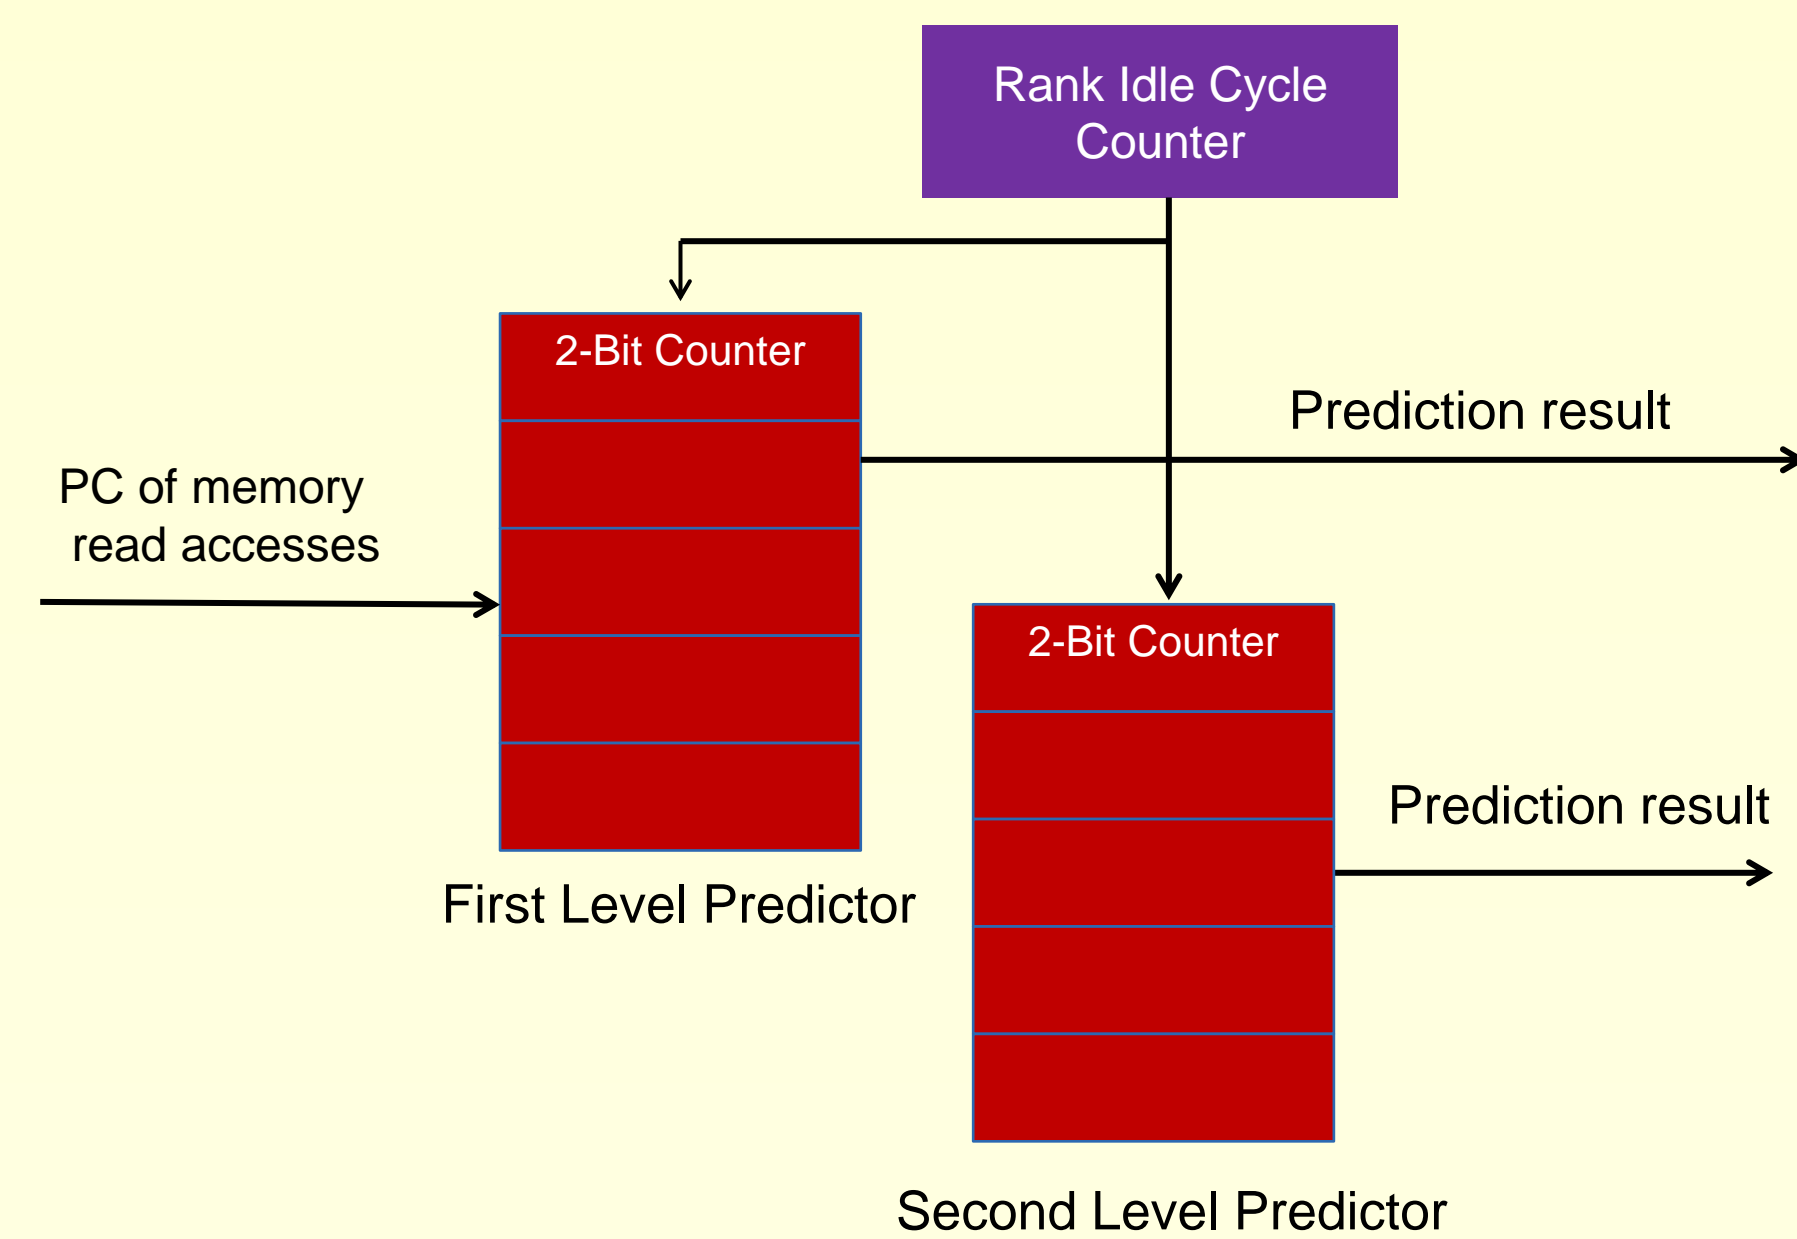 Rank Idle Cycle
Counter
2-Bit Counter
Prediction result
PC of memory
read accesses
2-Bit Counter
Prediction result
First Level Predictor
Second Level Predictor